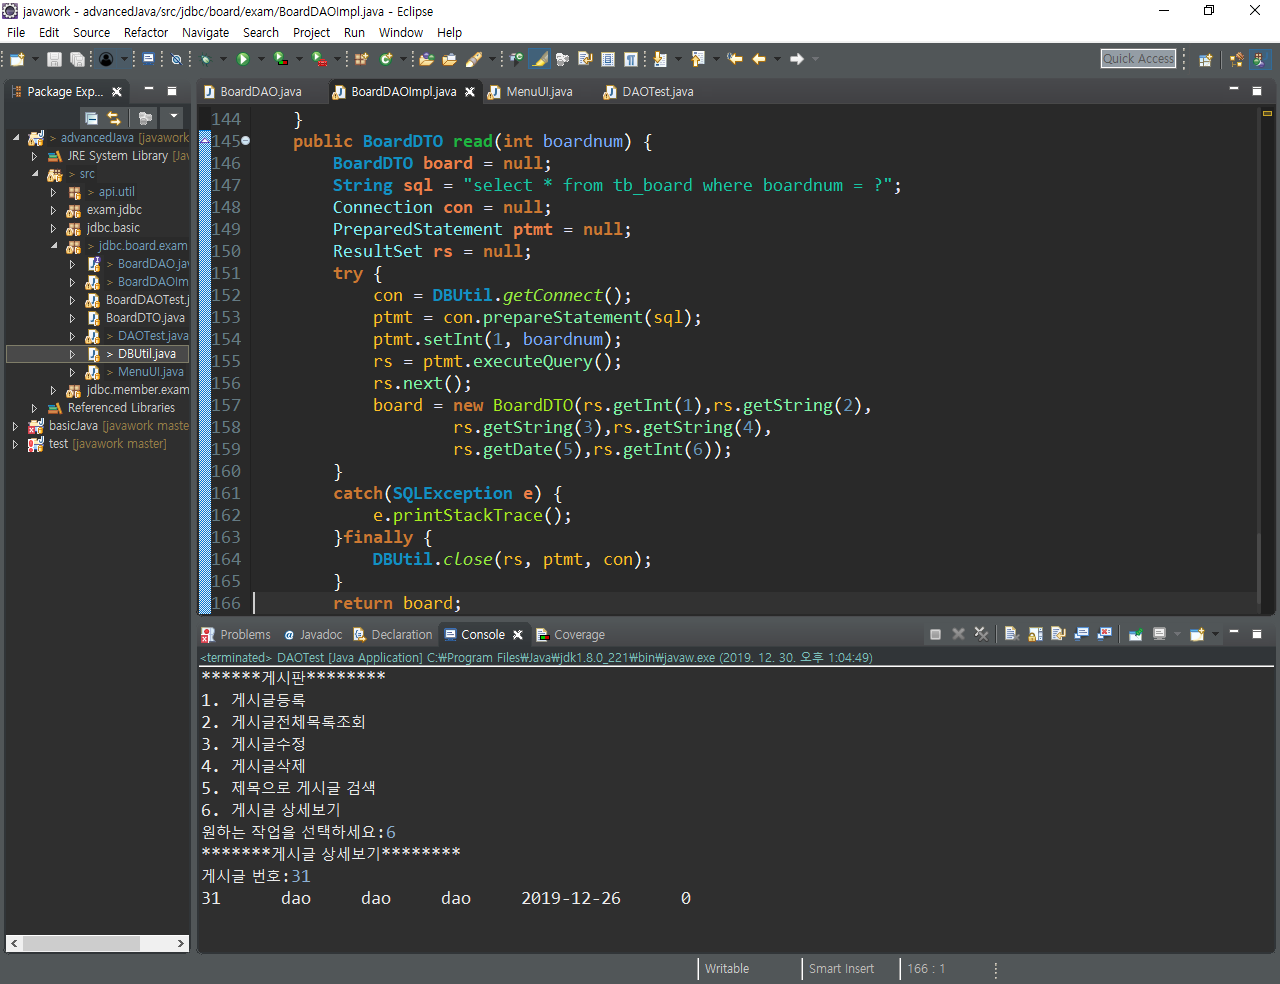 javawork - advancedJava/src/jdbc/board/exam/BoardDAOImpl.java - Eclipse
File Edit Source Refactor Navigate Search Project Run Window Help
Quick Access
Package Exp...
BoardDAO.java BoardDAOImpl.java MenuUI.java DAOTest.java
> advancedJava [javawork
JRE System Library [Jav
> src
> api.util
exam.jdbc
jdbc.basic
> jdbc.board.exam
> BoardDAO.jav
> BoardDAOIm
BoardDAOTest.j
BoardDTO.java
> DAOTest.java
> DBUtil.java
> MenuUI.java
jdbc.member.exam
Referenced Libraries
basicJava [javawork maste
test [javawork master]
144 }
145 public BoardDTO read(int boardnum) {
146 BoardDTO board = null;
147 String sql = "select * from tb_board where boardnum = ?";
148 Connection con = null;
149 PreparedStatement ptmt = null;
150 ResultSet rs = null;
151 try {
152 con = DBUtil.getConnect();
153 ptmt = con.prepareStatement(sql);
154 ptmt.setInt(1, boardnum);
155 rs = ptmt.executeQuery();
156 rs.next();
157 board = new BoardDTO(rs.getInt(1),rs.getString(2),
158 rs.getString(3),rs.getString(4),
159 rs.getDate(5),rs.getInt(6));
160 }
161 catch(SQLException e) {
162 e.printStackTrace();
163 }finally {
164 DBUtil.close(rs, ptmt, con);
165 }
166 return board;
Problems Javadoc Declaration Console Coverage
<terminated> DAOTest [Java Application] C:₩Program Files₩Java₩jdk1.8.0_221₩bin₩javaw.exe (2019. 12. 30. 오후 1:04:49)
******게시판********
1. 게시글등록
2. 게시글전체목록조회
3. 게시글수정
4. 게시글삭제
5. 제목으로 게시글 검색
6. 게시글 상세보기
원하는 작업을 선택하세요:6
*******게시글 상세보기********
게시글 번호:31
31 dao dao dao 2019-12-26 0
Writable Smart Insert 166 : 1